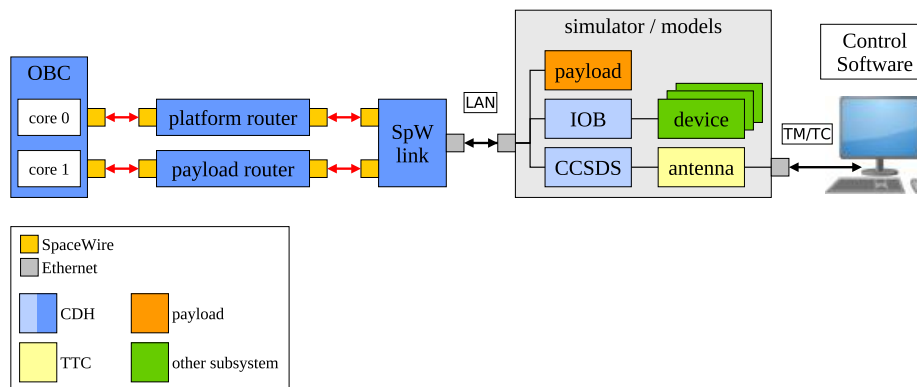 simulator / models
Control
Software
OBC
payload
core 0
platform router
SpW
link
LAN
IOB
device
TM/TC
core 1
payload router
CCSDS
antenna
SpaceWire
Ethernet
CDH
payload
TTC
other subsystem